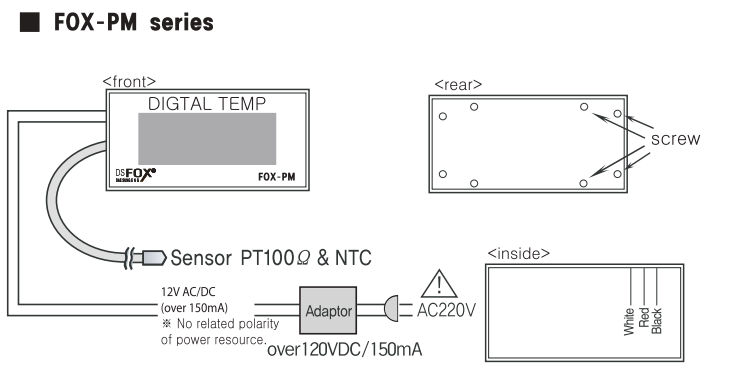 ■ FOX-PM series
<front>
DIGTAL TEMP
DSFOX®
FOX-PM
<rear>
screw
Sensor PT100Ω & NTC
<inside>
White
Red
Black
12V AC/DC
(over 150mA)
※ No related polarity
of power resource.
Adaptor
AC220V
over120VDC/150mA